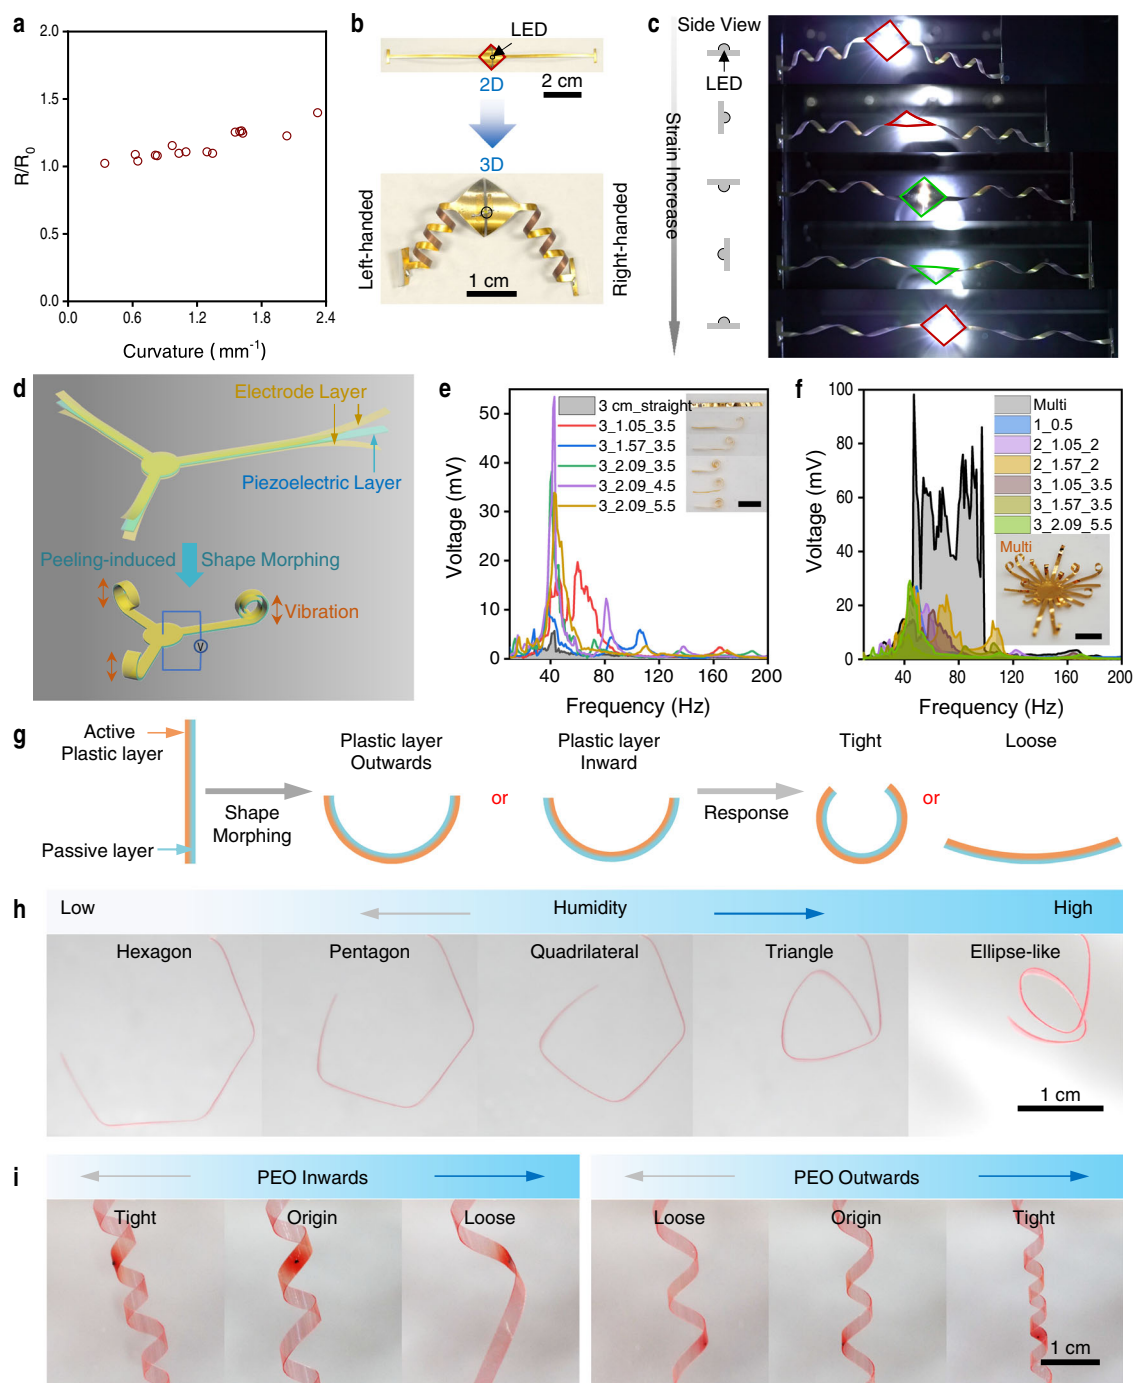 a
2.0
1.5
1.0
0.5
0.0
R/R0
0.0 0.6 1.2 1.8 2.4
Curvature (mm-1)
b
LED
2D
2 cm
3D
Left-handed
Right-handed
1 cm
c
Side View
LED
Strain Increase
d
Electrode Layer
Piezoelectric Layer
Peeling-induced Shape Morphing
Vibration
V
e
50
40
30
20
10
0
Voltage (mV)
3 cm_straight
3_1.05_3.5
3_1.57_3.5
3_2.09_3.5
3_2.09_4.5
3_2.09_5.5
40 80 120 160 200
Frequency (Hz)
f
100
80
60
40
20
0
Voltage (mV)
Multi
1_0.5
2_1.05_2
2_1.57_2
3_1.05_3.5
3_1.57_3.5
3_2.09_5.5
Multi
40 80 120 160 200
Frequency (Hz)
g
Active
Plastic layer
Passive layer
Shape
Morphing
Plastic layer
Outwards
or
Plastic layer
Inward
Response
Tight
or
Loose
h
Low Humidity High
Hexagon Pentagon Quadrilateral Triangle Ellipse-like
1 cm
i
PEO Inwards
Tight Origin Loose
PEO Outwards
Loose Origin Tight
1 cm